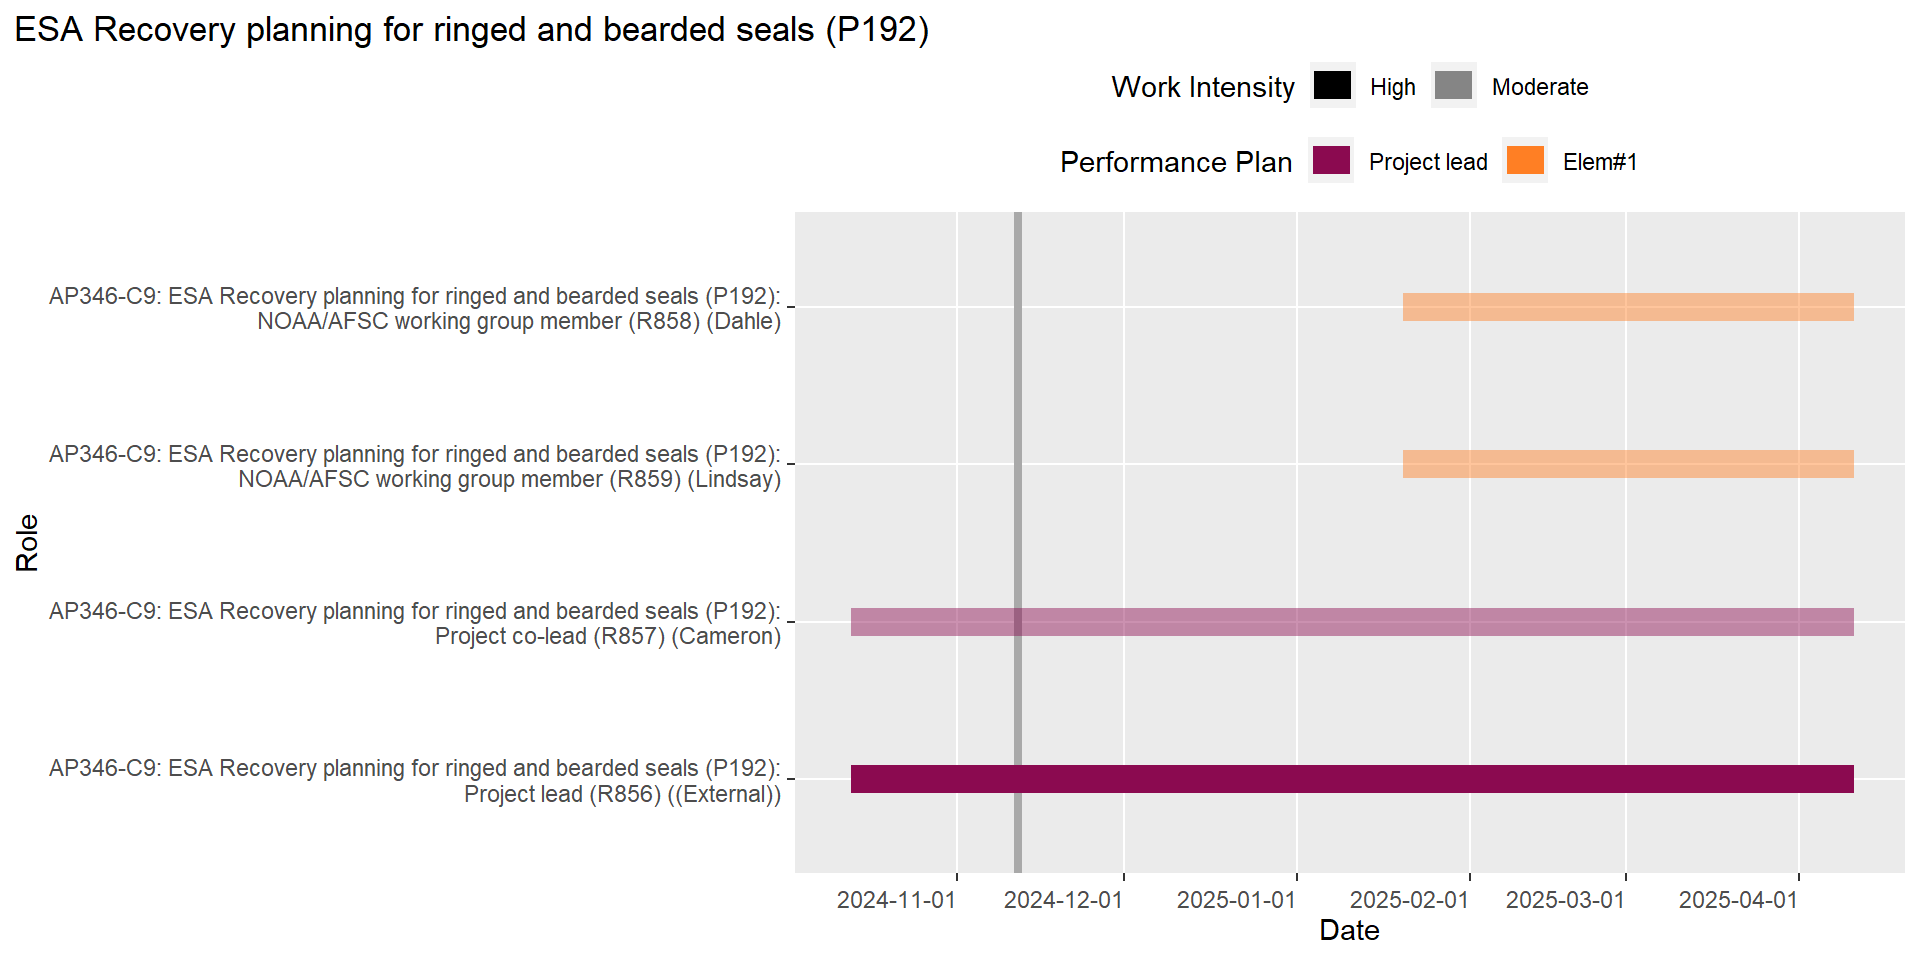 ESA Recovery planning for ringed and bearded seals (P192)
Work Intensity High Moderate
Performance Plan Project lead Elem#1
AP346-C9: ESA Recovery planning for ringed and bearded seals (P192):
NOAA/AFSC working group member (R858) (Dahle)
AP346-C9: ESA Recovery planning for ringed and bearded seals (P192):
NOAA/AFSC working group member (R859) (Lindsay)
Role
AP346-C9: ESA Recovery planning for ringed and bearded seals (P192):
Project co-lead (R857) (Cameron)
AP346-C9: ESA Recovery planning for ringed and bearded seals (P192):
Project lead (R856) ((External))
2024-11-01 2024-12-01 2025-01-01 2025-02-01 2025-03-01 2025-04-01
Date